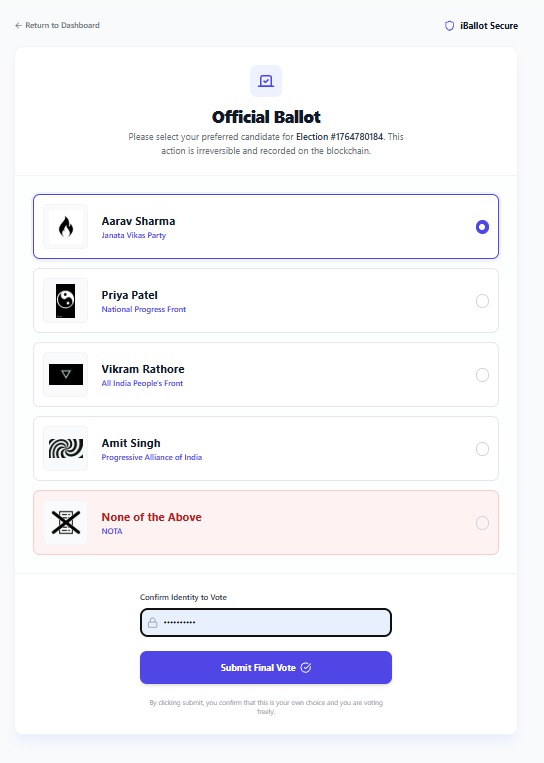 ← Return to Dashboard
iBallot Secure
Official Ballot
Please select your preferred candidate for Election #1764780184. This
action is irreversible and recorded on the blockchain.
Aarav Sharma
Janata Vikas Party
Priya Patel
National Progress Front
Vikram Rathore
All India People's Front
Amit Singh
Progressive Alliance of India
None of the Above
NOTA
Confirm Identity to Vote
••••••••••
Submit Final Vote
By clicking submit, you confirm that this is your own choice and you are voting
freely.